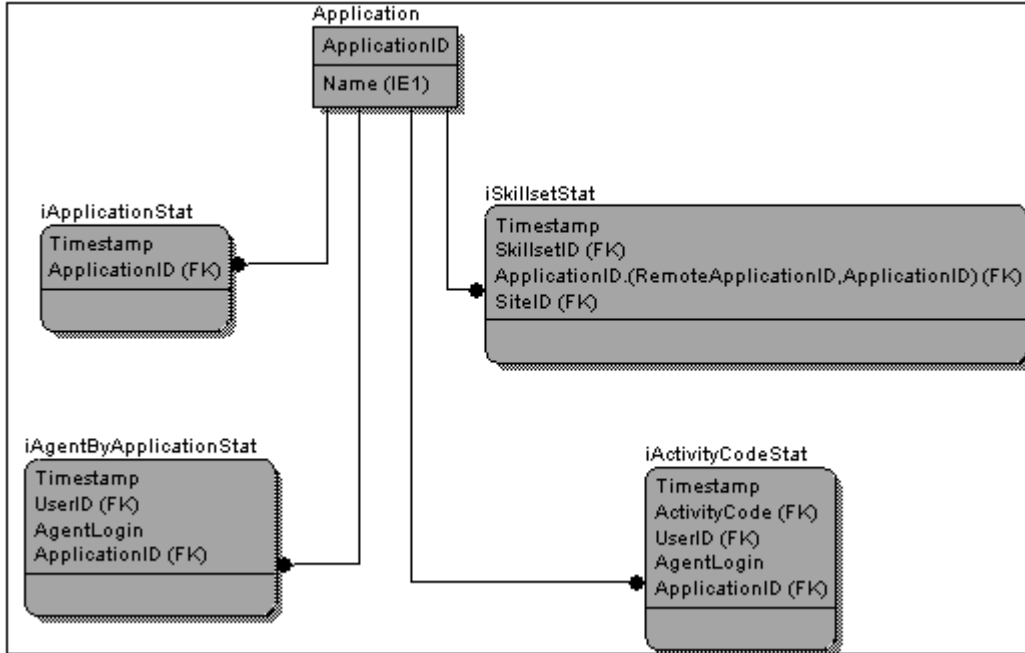 Application
ApplicationID
Name (IE1)
iApplicationStat
Timestamp
ApplicationID (FK)
iSkillsetStat
Timestamp
SkillsetID (FK)
ApplicationID.(RemoteApplicationID,ApplicationID) (FK)
SiteID (FK)
iAgentByApplicationStat
Timestamp
UserID (FK)
AgentLogin
ApplicationID (FK)
iActivityCodeStat
Timestamp
ActivityCode (FK)
UserID (FK)
AgentLogin
ApplicationID (FK)